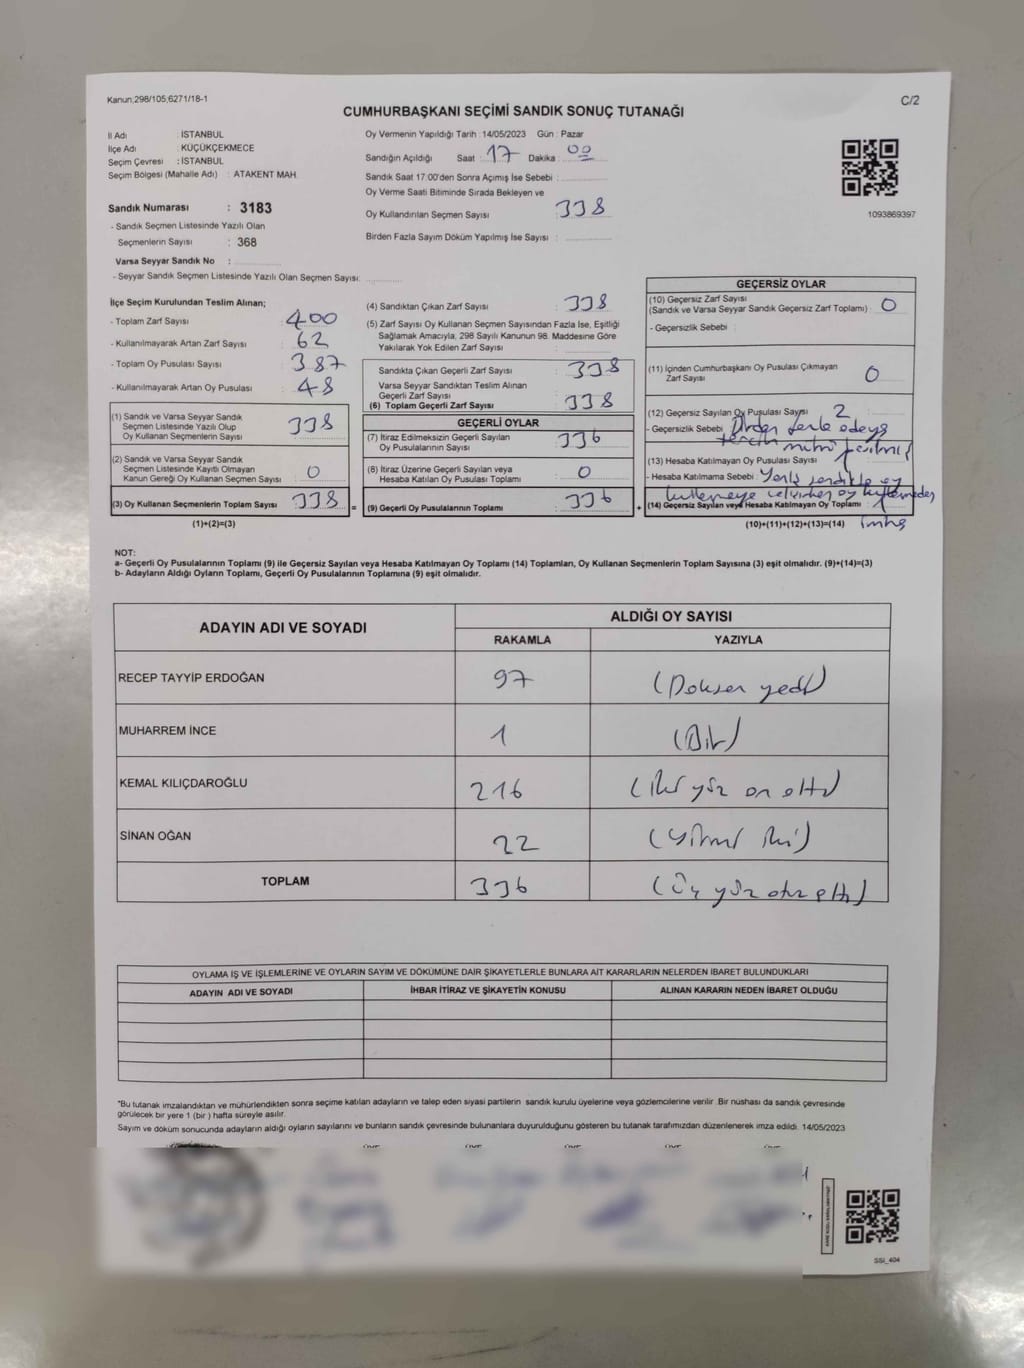 Kanun;298/105;6271/18-1
C/2
CUMHURBAŞKANI SEÇİMİ SANDIK SONUÇ TUTANAĞI
İl Adı : İSTANBUL
İlçe Adı : KÜÇÜKÇEKMECE
Seçim Çevresi : İSTANBUL
Seçim Bölgesi (Mahalle Adı) : ATAKENT MAH.
Sandık Numarası : 3183
- Sandık Seçmen Listesinde Yazılı Olan
Seçmenlerin Sayısı : 368
Varsa Seyyar Sandık No :
- Seyyar Sandık Seçmen Listesinde Yazılı Olan Seçmen Sayısı:
Oy Vermenin Yapıldığı Tarih : 14/05/2023 Gün : Pazar
Sandığın Açıldığı Saat : 17 Dakika : 00
Sandık Saat 17.00'den Sonra Açımış İse Sebebi :
Oy Verme Saati Bitiminde Sırada Bekleyen ve
Oy Kullandırılan Seçmen Sayısı : 338
Birden Fazla Sayım Döküm Yapılmış İse Sayısı :
1093869397
İlçe Seçim Kurulundan Teslim Alınan;
- Toplam Zarf Sayısı : 400
- Kullanılmayarak Artan Zarf Sayısı : 62
- Toplam Oy Pusulası Sayısı : 387
- Kullanılmayarak Artan Oy Pusulası : 48
(1) Sandık ve Varsa Seyyar Sandık
Seçmen Listesinde Yazılı Olup
Oy Kullanan Seçmenlerin Sayısı : 338
(2) Sandık ve Varsa Seyyar Sandık
Seçmen Listesinde Kayıtlı Olmayan
Kanun Gereği Oy Kullanan Seçmen Sayısı : 0
(3) Oy Kullanan Seçmenlerin Toplam Sayısı : 338 =
(1)+(2)=(3)
(4) Sandıktan Çıkan Zarf Sayısı : 338
(5) Zarf Sayısı Oy Kullanan Seçmen Sayısından Fazla İse, Eşitliği
Sağlamak Amacıyla, 298 Sayılı Kanunun 98. Maddesine Göre
Yakılarak Yok Edilen Zarf Sayısı :
Sandıkta Çıkan Geçerli Zarf Sayısı : 338
Varsa Seyyar Sandıktan Teslim Alınan
Geçerli Zarf Sayısı :
(6) Toplam Geçerli Zarf Sayısı : 338
GEÇERLİ OYLAR
(7) İtiraz Edilmeksizin Geçerli Sayılan
Oy Pusulalarının Sayısı : 336
(8) İtiraz Üzerine Geçerli Sayılan veya
Hesaba Katılan Oy Pusulası Toplamı : 0
(9) Geçerli Oy Pusulalarının Toplamı : 336 +
GEÇERSİZ OYLAR
(10) Geçersiz Zarf Sayısı
(Sandık ve Varsa Seyyar Sandık Geçersiz Zarf Toplamı) : 0
- Geçersizlik Sebebi :
(11) İçinden Cumhurbaşkanı Oy Pusulası Çıkmayan
Zarf Sayısı : 0
(12) Geçersiz Sayılan Oy Pusulası Sayısı : 2
- Geçersizlik Sebebi : Birden fazla adaya
tercih mührü
(13) Hesaba Katılmayan Oy Pusulası Sayısı :
- Hesaba Katılmama Sebebi : oy
oy
(14) Geçersiz Sayılan veya Hesaba Katılmayan Oy Toplamı :
(10)+(11)+(12)+(13)=(14) imha
NOT:
a- Geçerli Oy Pusulalarının Toplamı (9) ile Geçersiz Sayılan veya Hesaba Katılmayan Oy Toplamı (14) Toplamları, Oy Kullanan Seçmenlerin Toplam Sayısına (3) eşit olmalıdır. (9)+(14)=(3)
b- Adayların Aldığı Oyların Toplamı, Geçerli Oy Pusulalarının Toplamına (9) eşit olmalıdır.
ADAYIN ADI VE SOYADI
ALDIĞI OY SAYISI
RAKAMLA YAZIYLA
RECEP TAYYİP ERDOĞAN 97 (Doksan yedi)
MUHARREM İNCE 1 (Bir)
KEMAL KILIÇDAROĞLU 216 (iki yüz on altı)
SİNAN OĞAN 22 (yirmi iki)
TOPLAM 336 (Üç yüz otuz altı)
OYLAMA İŞ VE İŞLEMLERİNE VE OYLARIN SAYIM VE DÖKÜMÜNE DAİR ŞİKAYETLERLE BUNLARA AİT KARARLARIN NELERDEN İBARET BULUNDUKLARI
ADAYIN ADI VE SOYADI İHBAR İTİRAZ VE ŞİKAYETİN KONUSU ALINAN KARARIN NEDEN İBARET OLDUĞU
*Bu tutanak imzalandıktan ve mühürlendikten sonra seçime katılan adayların ve talep eden siyasi partilerin sandık kurulu üyelerine veya gözlemcilerine verilir. Bir nüshası da sandık çevresinde
görülecek bir yere 1 (bir) hafta süreyle asılır.
Sayım ve döküm sonucunda adayların aldığı oyların sayılarını ve bunların sandık çevresinde bulunanlara duyurulduğunu gösteren bu tutanak tarafımızdan düzenlenerek imza edildi. 14/05/2023
SSİ_404